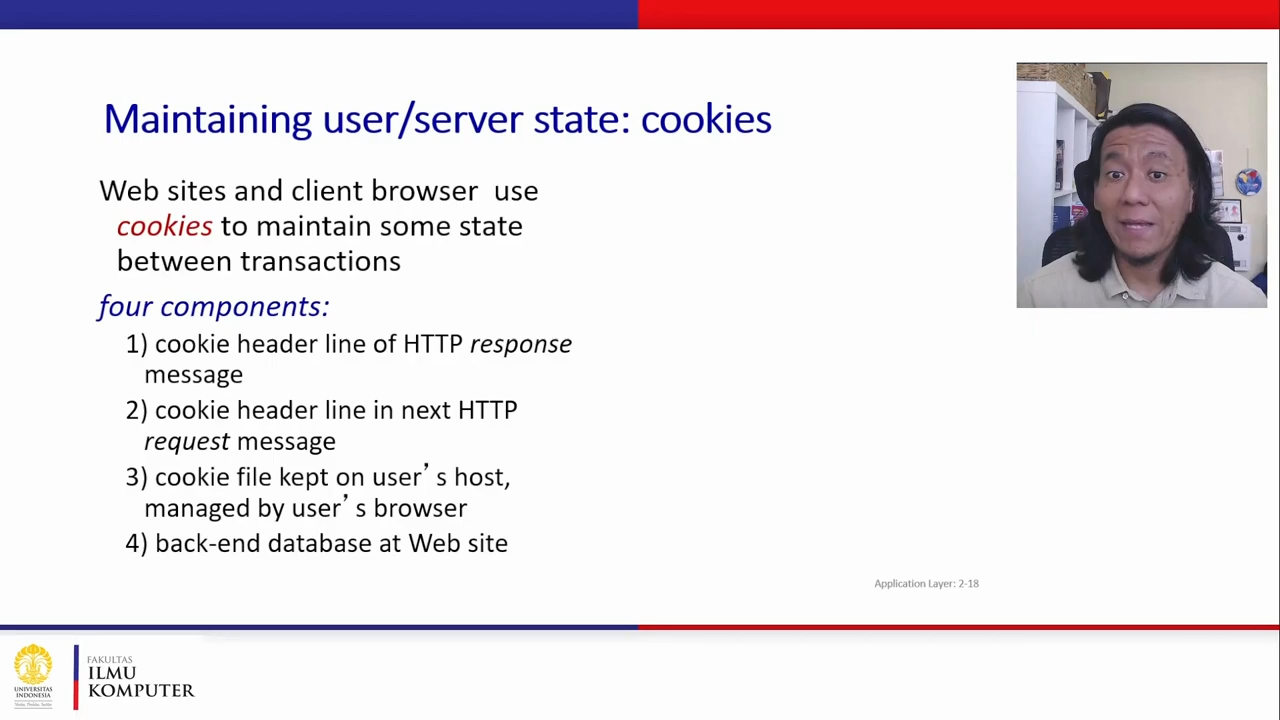 Maintaining user/server state: cookies
Web sites and client browser use
cookies to maintain some state
between transactions
four components:
1) cookie header line of HTTP response
message
2) cookie header line in next HTTP
request message
3) cookie file kept on user’s host,
managed by user’s browser
4) back-end database at Web site
Application Layer: 2-18
UNIVERSITAS
INDONESIA
FAKULTAS
ILMU
KOMPUTER